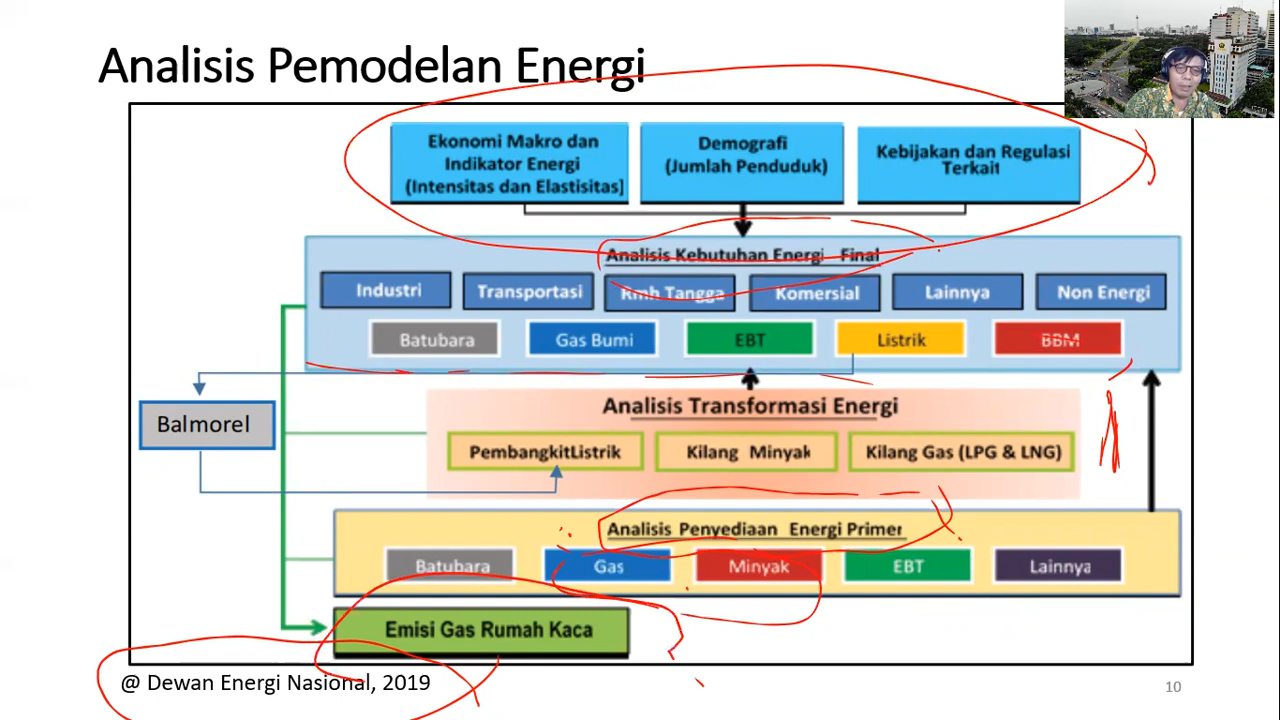 Analisis Pemodelan Energi
Ekonomi Makro dan
Indikator Energi
(Intensitas dan Elastisitas]
Demografi
(Jumlah Penduduk)
Kebijakan dan Regulasi
Terkait
Analisis Kebutuhan Energi Final
Industri
Transportasi
Rmh Tangga
Komersial
Lainnya
Non Energi
Batubara
Gas Bumi
EBT
Listrik
BBM
Balmorel
Analisis Transformasi Energi
PembangkitListrik
Kilang Minyak
Kilang Gas (LPG & LNG)
Analisis Penyediaan Energi Primer
Batubara
Gas
Minyak
EBT
Lainnya
Emisi Gas Rumah Kaca
@ Dewan Energi Nasional, 2019
10